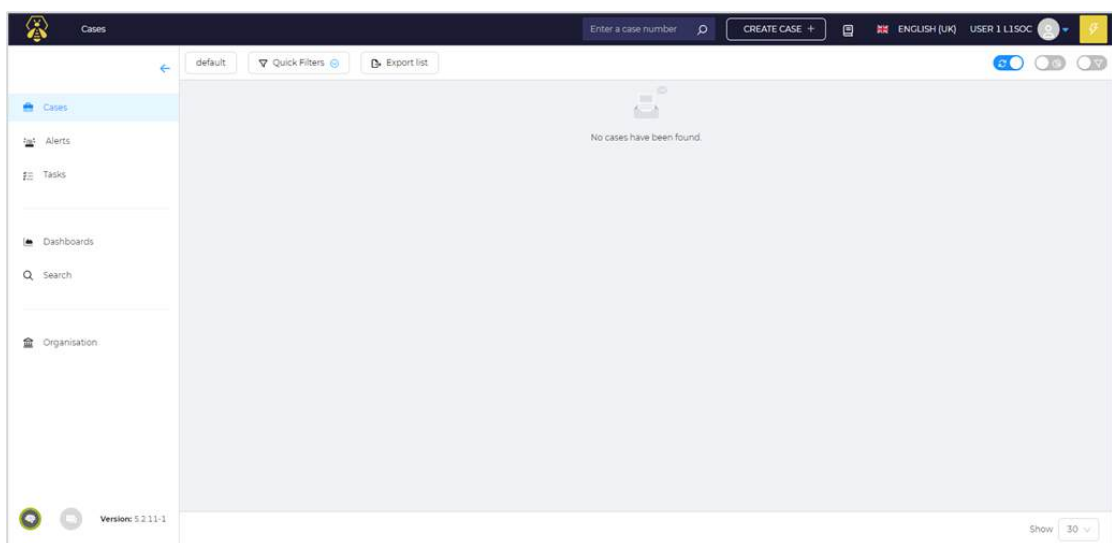 Cases
Enter a case number
CREATE CASE +
ENGLISH (UK)
USER 1 L1SOC
default
Quick Filters
Export list
Cases
Alerts
Tasks
Dashboards
Search
Organisation
No cases have been found.
Version: 5.2.11-1
Show 30